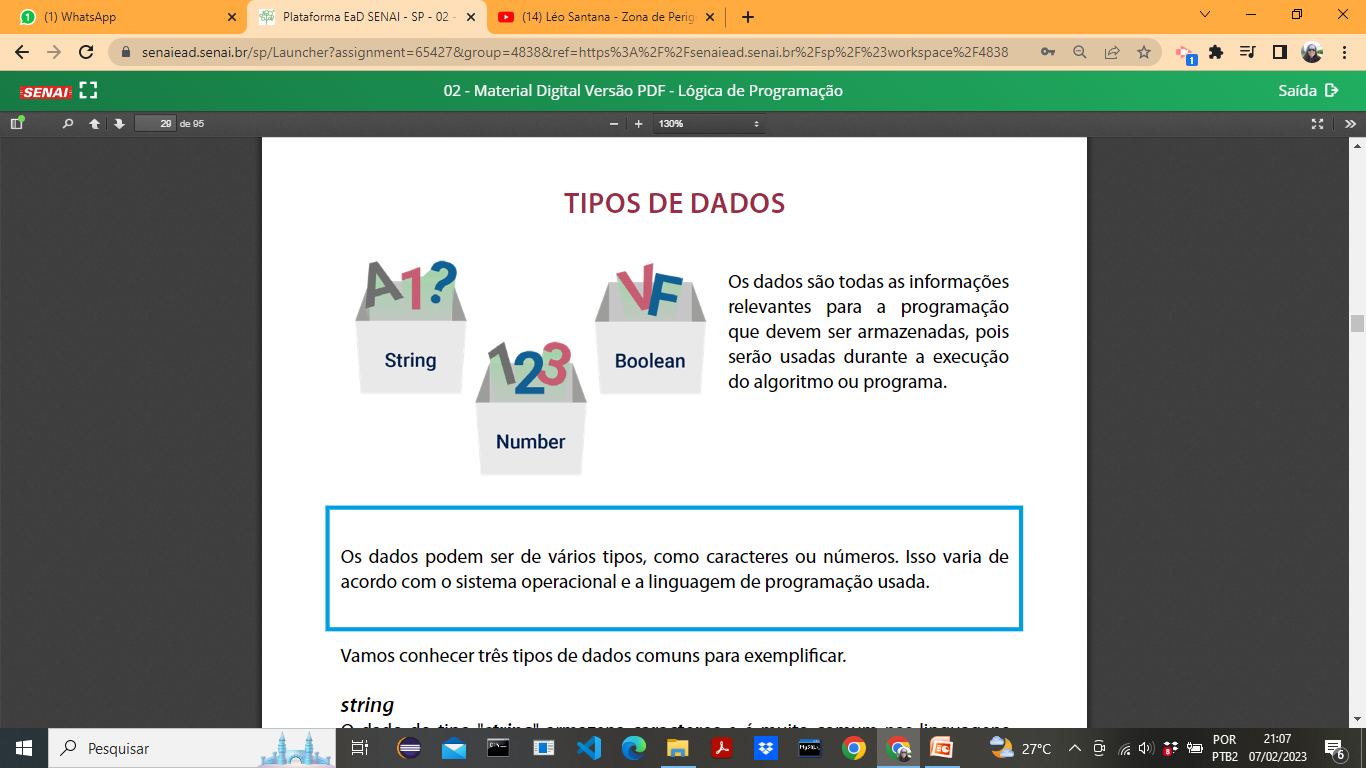 (1) WhatsApp
Plataforma EaD SENAI - SP - 02 -
(14) Léo Santana - Zona de Perig
senaiead.senai.br/sp/Launcher?assignment=65427&group=4838&ref=https%3A%2F%2Fsenaiead.senai.br%2Fsp%2F%23workspace%2F4838
1
SENAI
02 - Material Digital Versão PDF - Lógica de Programação
Saída
29 de 95
130%
TIPOS DE DADOS
A1?
String
123
Number
VF
Boolean
Os dados são todas as informações
relevantes para a programação
que devem ser armazenadas, pois
serão usadas durante a execução
do algoritmo ou programa.
Os dados podem ser de vários tipos, como caracteres ou números. Isso varia de
acordo com o sistema operacional e a linguagem de programação usada.
Vamos conhecer três tipos de dados comuns para exemplificar.
string
Pesquisar
27°C
POR
PTB2
21:07
07/02/2023
6